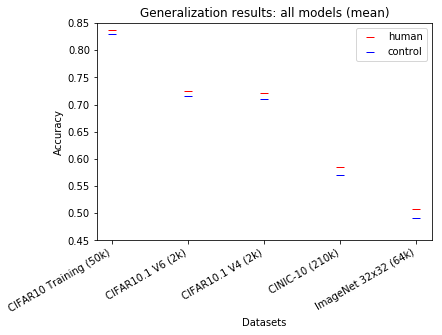 Generalization results: all models (mean)
human
control
0.85
0.80
0.75
0.70
0.65
0.60
0.55
0.50
0.45
Accuracy
CIFAR10 Training (50k)
CIFAR10.1 V6 (2k)
CIFAR10.1 V4 (2k)
CINIC-10 (210k)
ImageNet 32x32 (64k)
Datasets